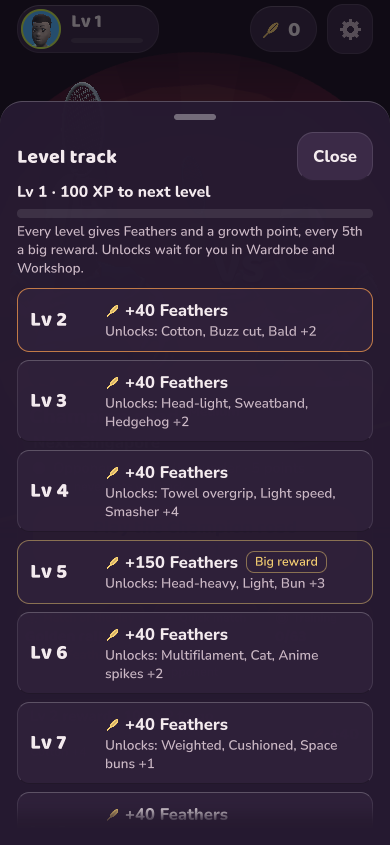 Lv 1
0
Level track
Close
Lv 1 · 100 XP to next level
Every level gives Feathers and a growth point, every 5th
a big reward. Unlocks wait for you in Wardrobe and
Workshop.
Lv 2
+40 Feathers
Unlocks: Cotton, Buzz cut, Bald +2
Lv 3
+40 Feathers
Unlocks: Head-light, Sweatband,
Hedgehog +2
Lv 4
+40 Feathers
Unlocks: Towel overgrip, Light speed,
Smasher +4
Lv 5
+150 Feathers Big reward
Unlocks: Head-heavy, Light, Bun +3
Lv 6
+40 Feathers
Unlocks: Multifilament, Cat, Anime
spikes +2
Lv 7
+40 Feathers
Unlocks: Weighted, Cushioned, Space
buns +1
+40 Feathers